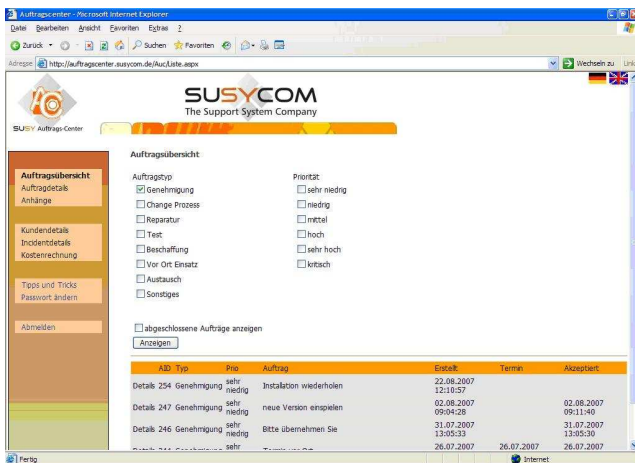 Auftragscenter - Microsoft Internet Explorer
Datei Bearbeiten Ansicht Favoriten Extras ?
Zurück Suchen Favoriten
Adresse http://auftragscenter.susycom.de/Auc/Liste.aspx Wechseln zu Links
SUSYCOM
The Support System Company
SUSY Auftrags-Center
Auftragsübersicht
Auftragsübersicht
Auftragdetails
Anhänge
Kundendetails
Incidentdetails
Kostenrechnung
Tipps und Tricks
Passwort ändern
Abmelden
Auftragstyp Priorität
Genehmigung sehr niedrig
Change Prozess niedrig
Reparatur mittel
Test hoch
Beschaffung sehr hoch
Vor Ort Einsatz kritisch
Austausch
Sonstiges
abgeschlossene Aufträge anzeigen
Anzeigen
AID Typ Prio Auftrag Erstellt Termin Akzeptiert
Details 254 Genehmigung sehr niedrig Installation wiederholen 22.08.2007 12:10:57
Details 247 Genehmigung sehr niedrig neue Version einspielen 02.08.2007 09:04:28 02.08.2007 09:11:40
Details 246 Genehmigung sehr niedrig Bitte übernehmen Sie 31.07.2007 13:05:33 31.07.2007 13:05:30
sehr 26.07.2007 26.07.2007 26.07.2007
Fertig Internet